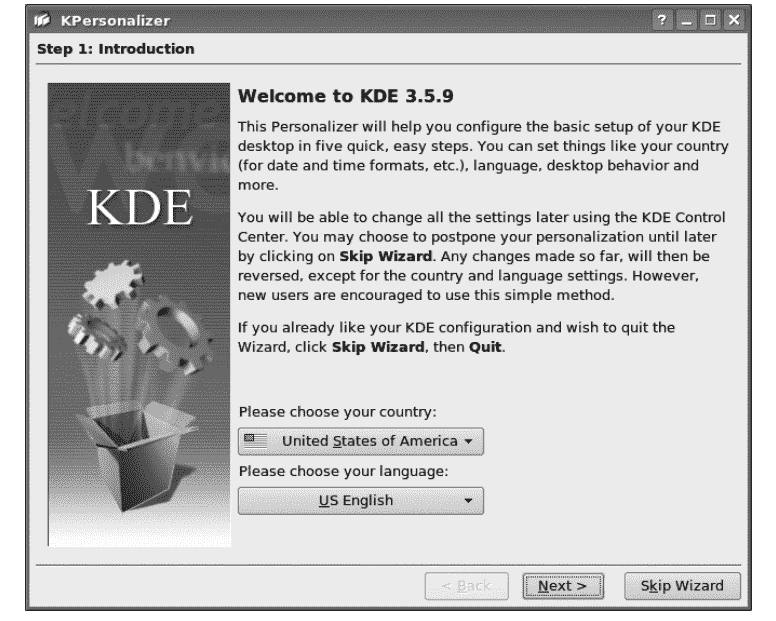 KPersonalizer
Step 1: Introduction
KDE
Welcome to KDE 3.5.9
This Personalizer will help you configure the basic setup of your KDE
desktop in five quick, easy steps. You can set things like your country
(for date and time formats, etc.), language, desktop behavior and
more.
You will be able to change all the settings later using the KDE Control
Center. You may choose to postpone your personalization until later
by clicking on Skip Wizard. Any changes made so far, will then be
reversed, except for the country and language settings. However,
new users are encouraged to use this simple method.
If you already like your KDE configuration and wish to quit the
Wizard, click Skip Wizard, then Quit.
Please choose your country:
United States of America
Please choose your language:
US English
< Back
Next >
Skip Wizard